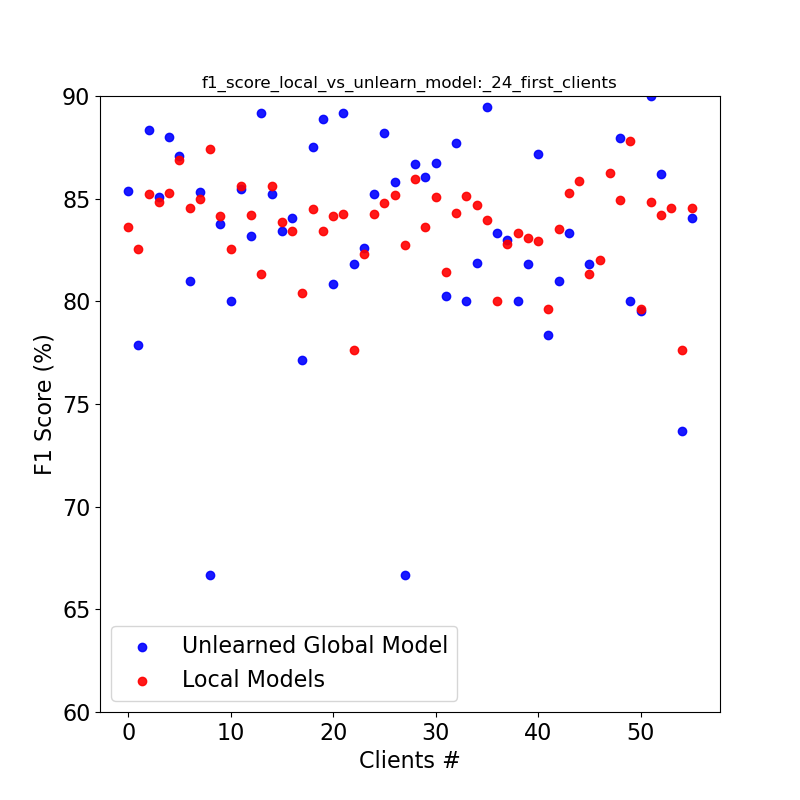 f1_score_local_vs_unlearn_model:_24_first_clients
90
85
80
75
70
65
60
F1 Score (%)
Unlearned Global Model
Local Models
0 10 20 30 40 50
Clients #